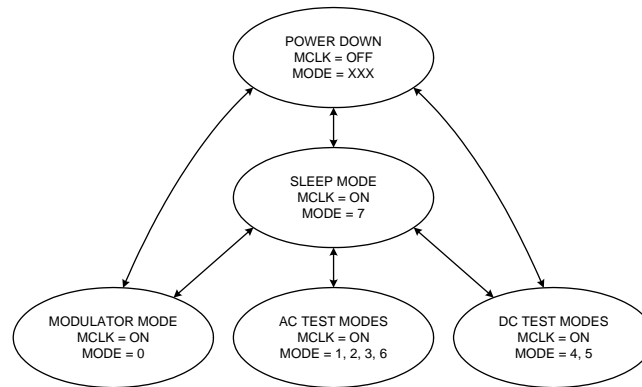 POWER DOWN
MCLK = OFF
MODE = XXX
SLEEP MODE
MCLK = ON
MODE = 7
MODULATOR MODE
MCLK = ON
MODE = 0
AC TEST MODES
MCLK = ON
MODE = 1, 2, 3, 6
DC TEST MODES
MCLK = ON
MODE = 4, 5